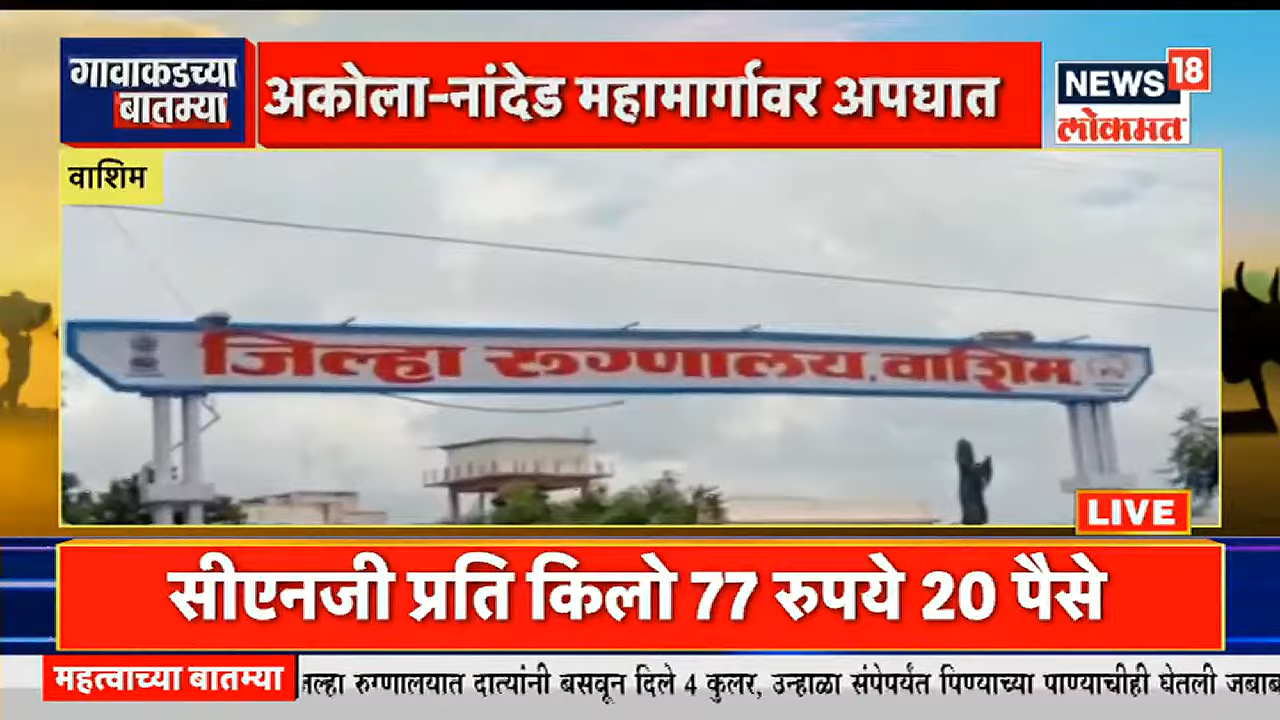 गावाकडच्या
बातम्या
अकोला-नांदेड महामार्गावर अपघात
NEWS 18
लोकमत
वाशिम
जिल्हा रुग्णालय, वाशिम.
LIVE
सीएनजी प्रति किलो 77 रुपये 20 पैसे
महत्वाच्या बातम्या
रुग्णालयात दात्यांनी बसवून दिले 4 कुलर, उन्हाळा संपेपर्यंत पिण्याच्या पाण्याचीही घेतली